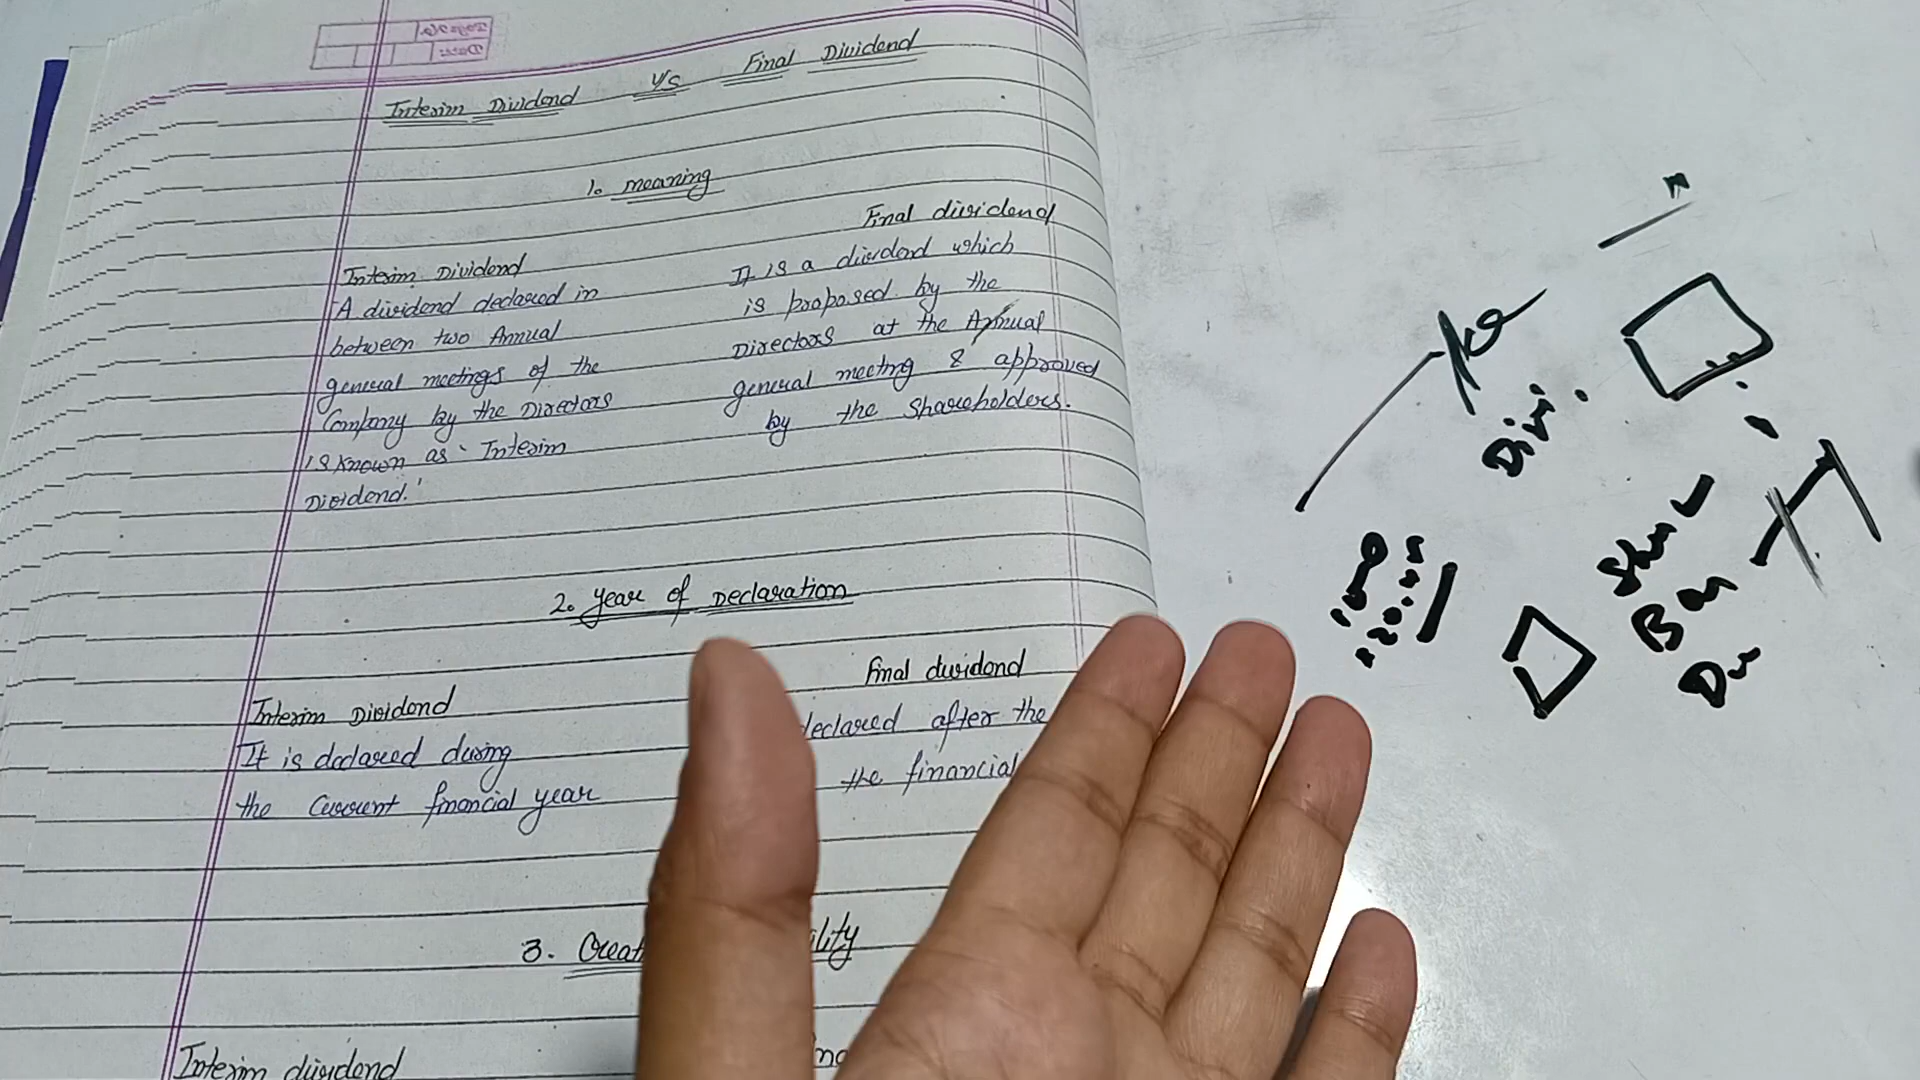 Interim Dividend V/S Final Dividend
1. meaning
Interim Dividend
A dividend declared in
between two Annual
general meetings of the
Company by the Directors
is known as 'Interim
Dividend.'
Final dividend
It is a dividend which
is proposed by the
Directors at the Annual
general meeting & approved
by the Shareholders.
2. Year of Declaration
Interim Dividend
It is declared during
the Current financial year
Final dividend
declared after the
the financial
3.
Interim dividend
Divi.